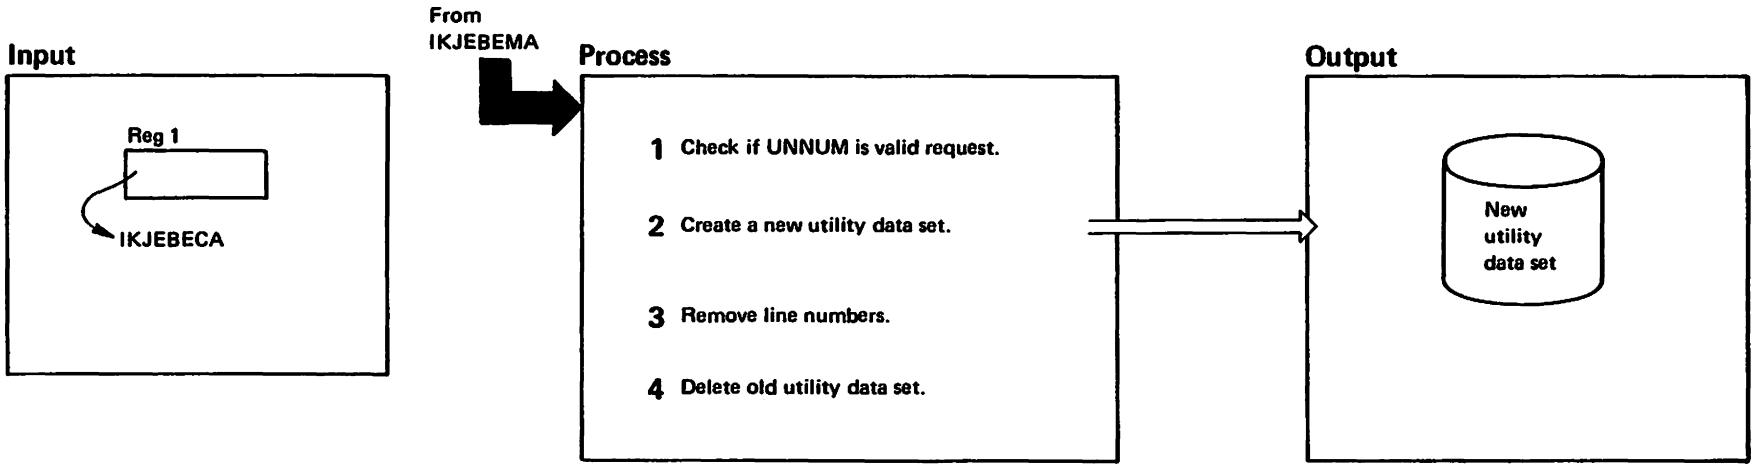 Input
Reg 1
IKJEBECA
From
IKJEBEMA
Process
1 Check if UNNUM is valid request.
2 Create a new utility data set.
3 Remove line numbers.
4 Delete old utility data set.
Output
New
utility
data set